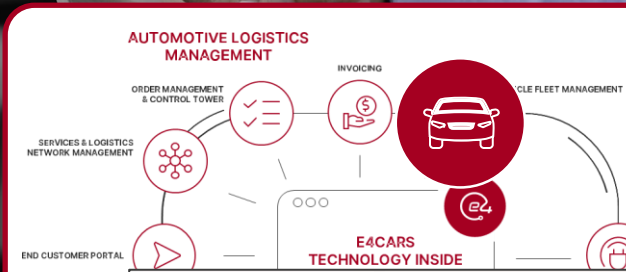 AUTOMOTIVE LOGISTICS
MANAGEMENT
INVOICING
ORDER MANAGEMENT
& CONTROL TOWER
FLEET MANAGEMENT
SERVICES & LOGISTICS
NETWORK MANAGEMENT
e4
E4CARS
TECHNOLOGY INSIDE
END CUSTOMER PORTAL